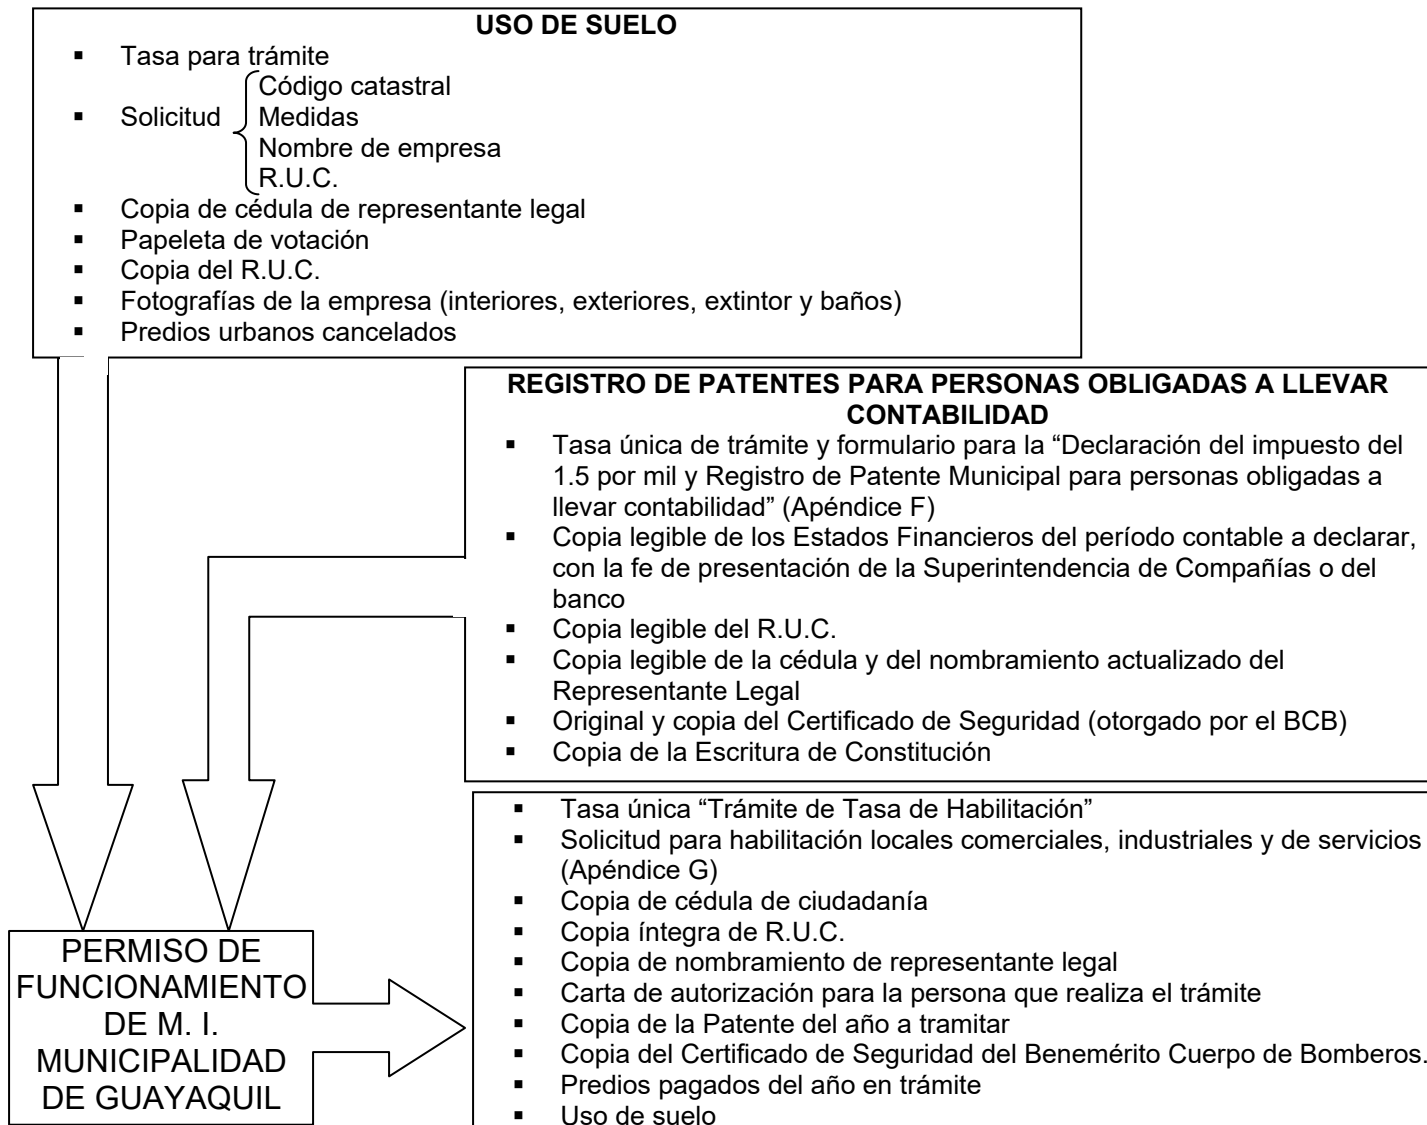 USO DE SUELO
▪ Tasa para trámite
Código catastral
▪ Solicitud Medidas
Nombre de empresa
R.U.C.
▪ Copia de cédula de representante legal
▪ Papeleta de votación
▪ Copia del R.U.C.
▪ Fotografías de la empresa (interiores, exteriores, extintor y baños)
▪ Predios urbanos cancelados
REGISTRO DE PATENTES PARA PERSONAS OBLIGADAS A LLEVAR
CONTABILIDAD
▪ Tasa única de trámite y formulario para la “Declaración del impuesto del
1.5 por mil y Registro de Patente Municipal para personas obligadas a
llevar contabilidad” (Apéndice F)
▪ Copia legible de los Estados Financieros del período contable a declarar,
con la fe de presentación de la Superintendencia de Compañías o del
banco
▪ Copia legible del R.U.C.
▪ Copia legible de la cédula y del nombramiento actualizado del
Representante Legal
▪ Original y copia del Certificado de Seguridad (otorgado por el BCB)
▪ Copia de la Escritura de Constitución
PERMISO DE
FUNCIONAMIENTO
DE M. I.
MUNICIPALIDAD
DE GUAYAQUIL
▪ Tasa única “Trámite de Tasa de Habilitación”
▪ Solicitud para habilitación locales comerciales, industriales y de servicios
(Apéndice G)
▪ Copia de cédula de ciudadanía
▪ Copia íntegra de R.U.C.
▪ Copia de nombramiento de representante legal
▪ Carta de autorización para la persona que realiza el trámite
▪ Copia de la Patente del año a tramitar
▪ Copia del Certificado de Seguridad del Benemérito Cuerpo de Bomberos.
▪ Predios pagados del año en trámite
▪ Uso de suelo